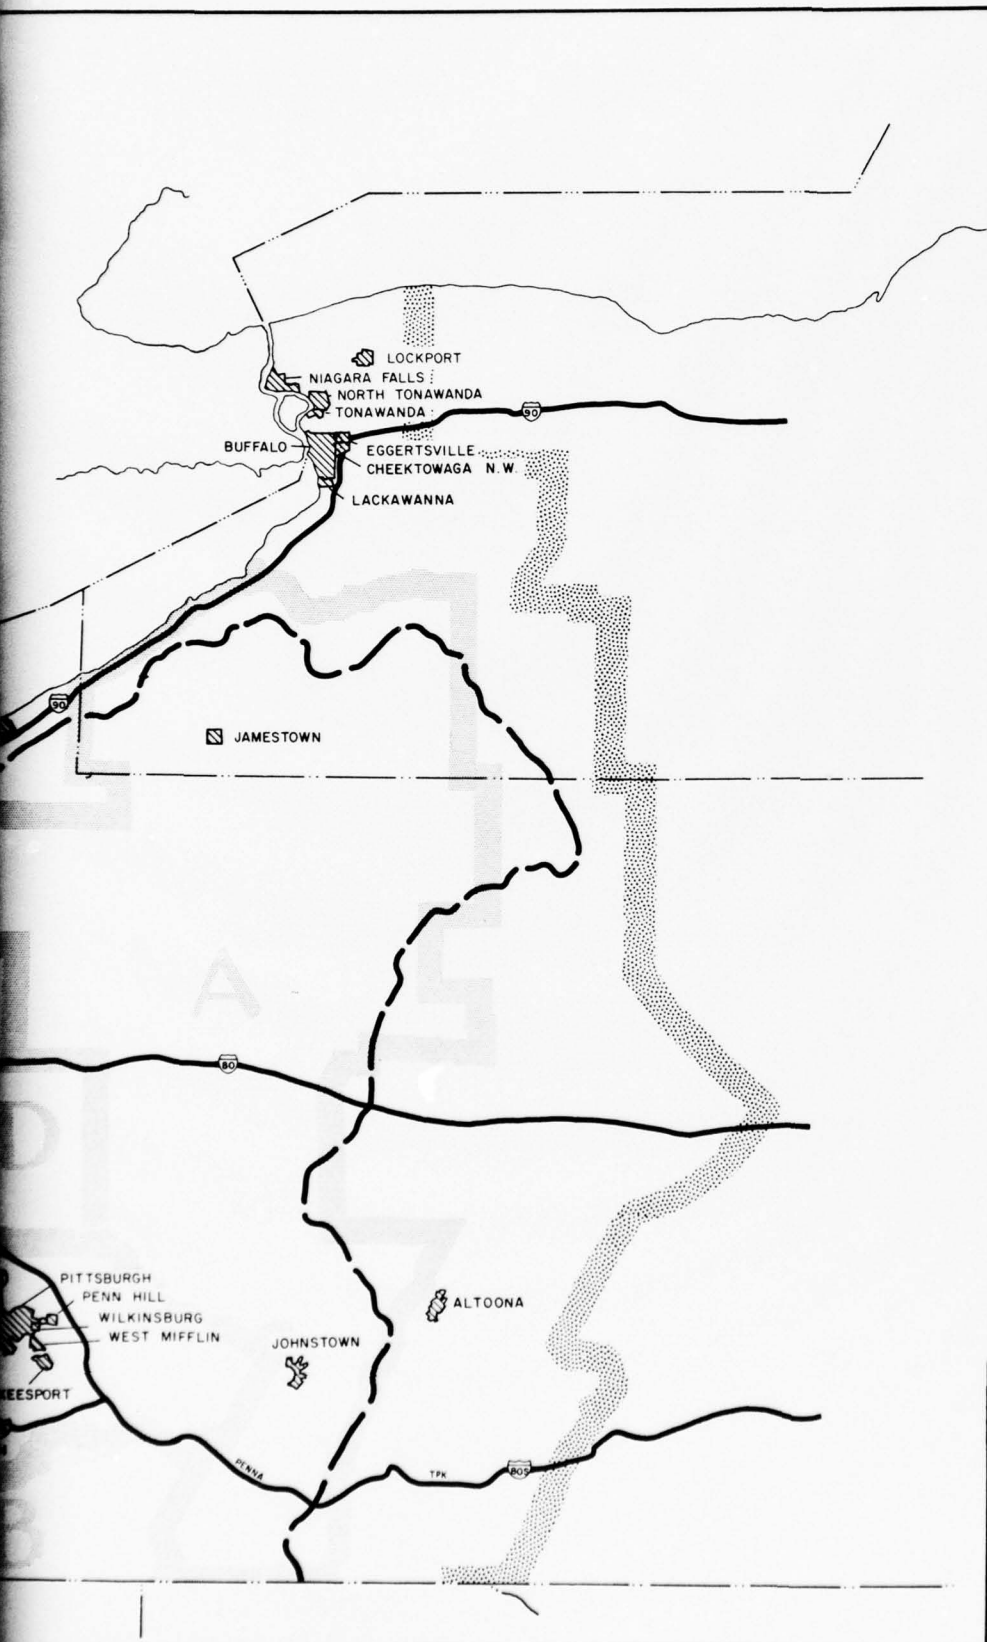 LOCKPORT
NIAGARA FALLS
NORTH TONAWANDA
TONAWANDA
90
BUFFALO
EGGERTSVILLE
CHEEKTOWAGA N.W.
LACKAWANNA
90
JAMESTOWN
A
80
D
PITTSBURGH
PENN HILL
WILKINSBURG
WEST MIFFLIN
ALTOONA
JOHNSTOWN
KEESPORT
PENNA
TPK
80S
B